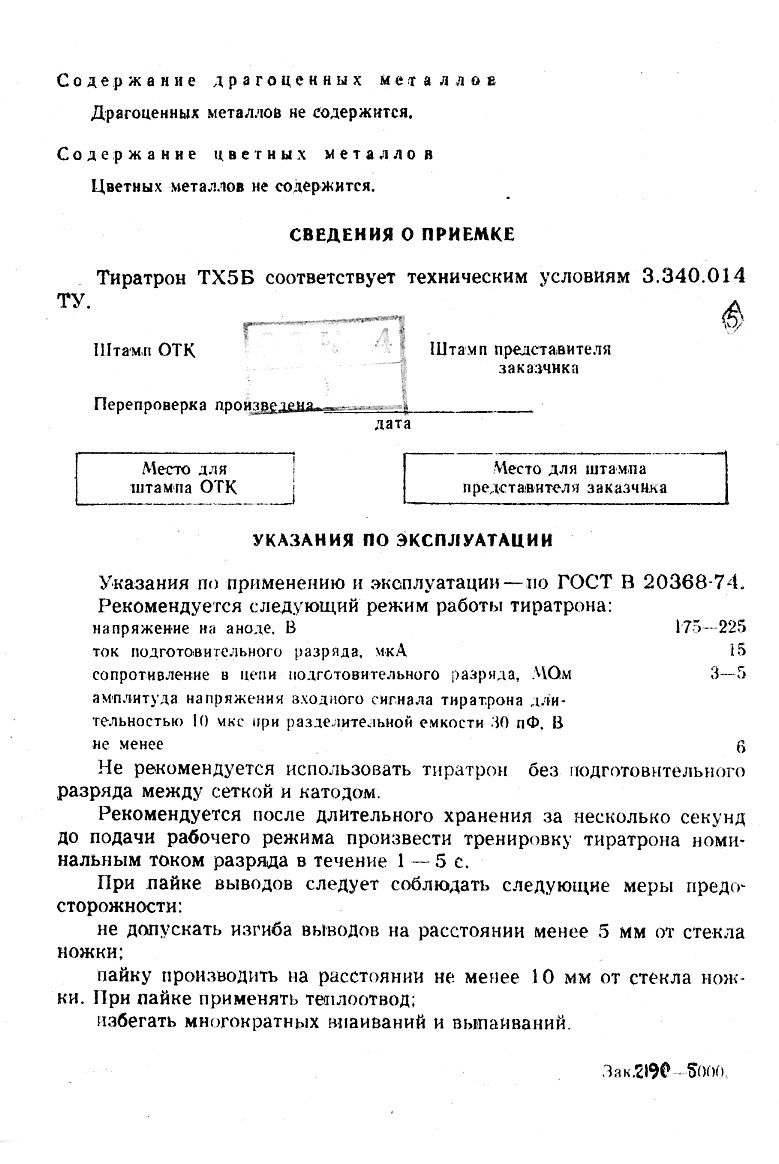 Содержание драгоценных металлов
Драгоценных металлов не содержится.
Содержание цветных металлов
Цветных металлов не содержится.
СВЕДЕНИЯ О ПРИЕМКЕ
Тиратрон ТХ5Б соответствует техническим условиям 3.340.014
ТУ.
Штамп ОТК
4
Штамп представителя
заказчика
5
Перепроверка произведена
дата
Место для
штампа ОТК
Место для штампа
представителя заказчика
УКАЗАНИЯ ПО ЭКСПЛУАТАЦИИ
Указания по применению и эксплуатации — по ГОСТ В 20368-74.
Рекомендуется следующий режим работы тиратрона:
напряжение на аноде, В 175—225
ток подготовительного разряда, мкА 15
сопротивление в цепи подготовительного разряда, МОм 3—5
амплитуда напряжения входного сигнала тиратрона дли-
тельностью 10 мкс при разделительной емкости 30 пФ, В
не менее 6
Не рекомендуется использовать тиратрон без подготовительного
разряда между сеткой и катодом.
Рекомендуется после длительного хранения за несколько секунд
до подачи рабочего режима произвести тренировку тиратрона номи-
нальным током разряда в течение 1 — 5 с.
При пайке выводов следует соблюдать следующие меры предо-
сторожности:
не допускать изгиба выводов на расстоянии менее 5 мм от стекла
ножки;
пайку производить на расстоянии не менее 10 мм от стекла нож-
ки. При пайке применять теплоотвод;
избегать многократных впаиваний и выпаиваний.
Зак.2190—5000.